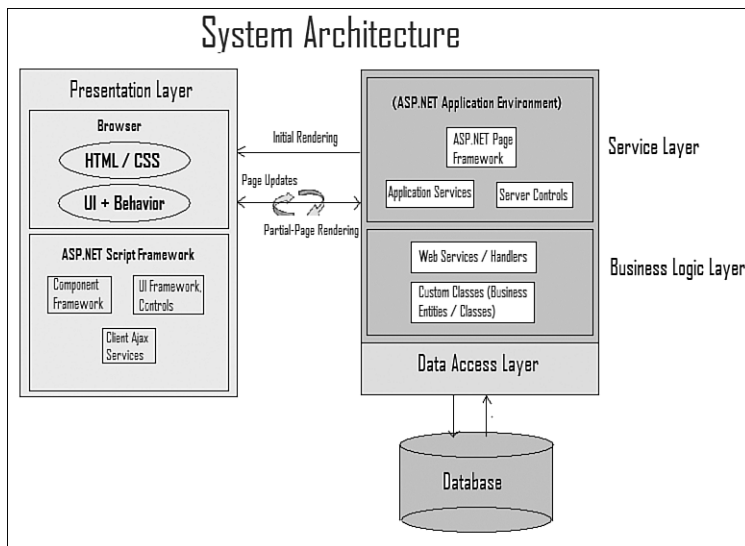 System Architecture
Presentation Layer
Browser
HTML / CSS
UI + Behavior
ASP.NET Script Framework
Component
Framework
UI Framework,
Controls
Client Ajax
Services
Initial Rendering
Page Updates
Partial-Page Rendering
(ASP.NET Application Environment)
ASP.NET Page
Framework
Application Services
Server Controls
Service Layer
Web Services / Handlers
Custom Classes (Business
Entities / Classes)
Business Logic Layer
Data Access Layer
Database